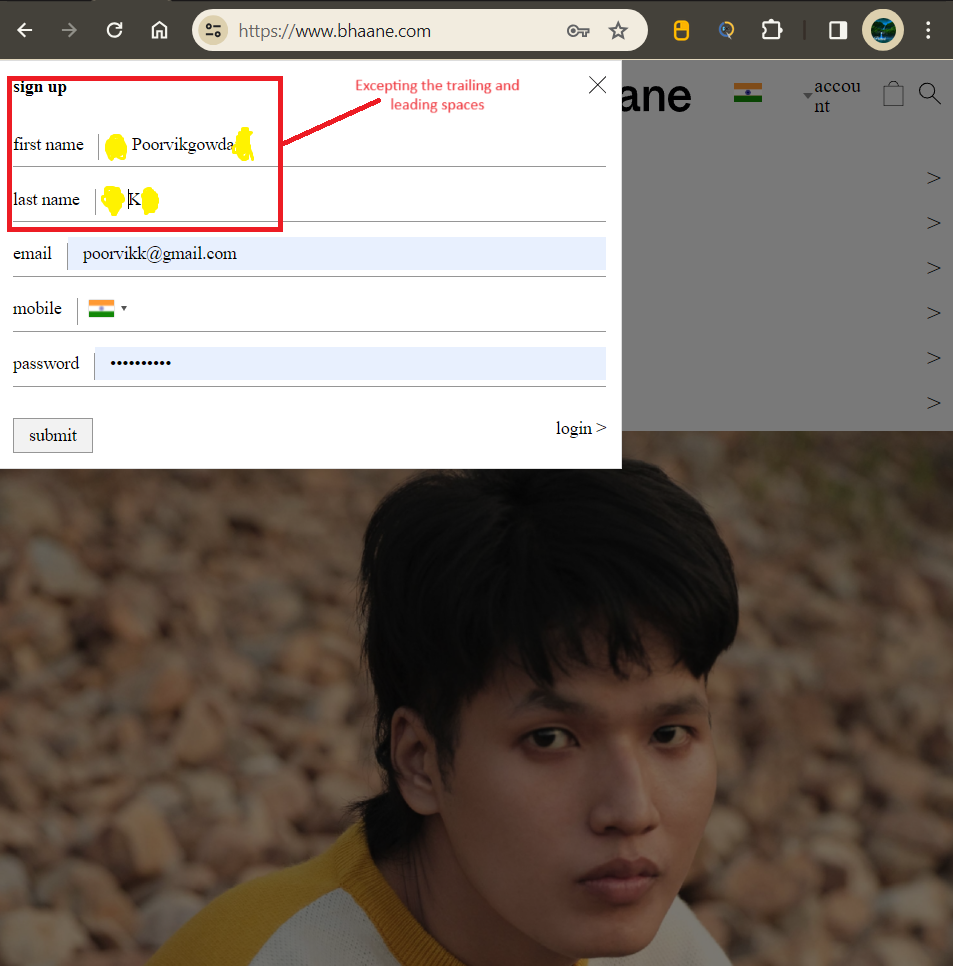 https://www.bhaane.com
sign up
Excepting the trailing and
leading spaces
ane
accou
nt
first name
Poorvikgowda
last name
K
email
poorvikk@gmail.com
mobile
password
••••••••••
submit
login >
>
>
>
>
>
>